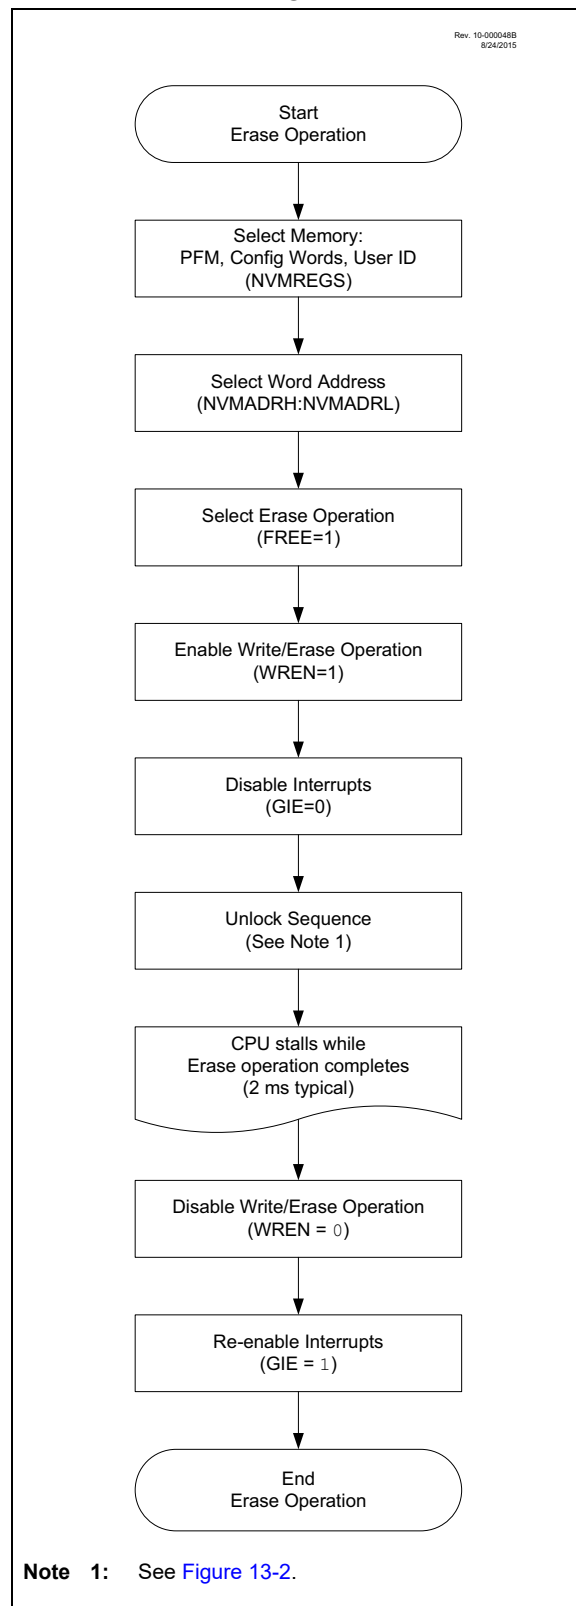 Rev. 10-000048B
8/24/2015
Start
Erase Operation
Select Memory:
PFM, Config Words, User ID
(NVMREGS)
Select Word Address
(NVMADRH:NVMADRL)
Select Erase Operation
(FREE=1)
Enable Write/Erase Operation
(WREN=1)
Disable Interrupts
(GIE=0)
Unlock Sequence
(See Note 1)
CPU stalls while
Erase operation completes
(2 ms typical)
Disable Write/Erase Operation
(WREN = 0)
Re-enable Interrupts
(GIE = 1)
End
Erase Operation
Note 1: See Figure 13-2.